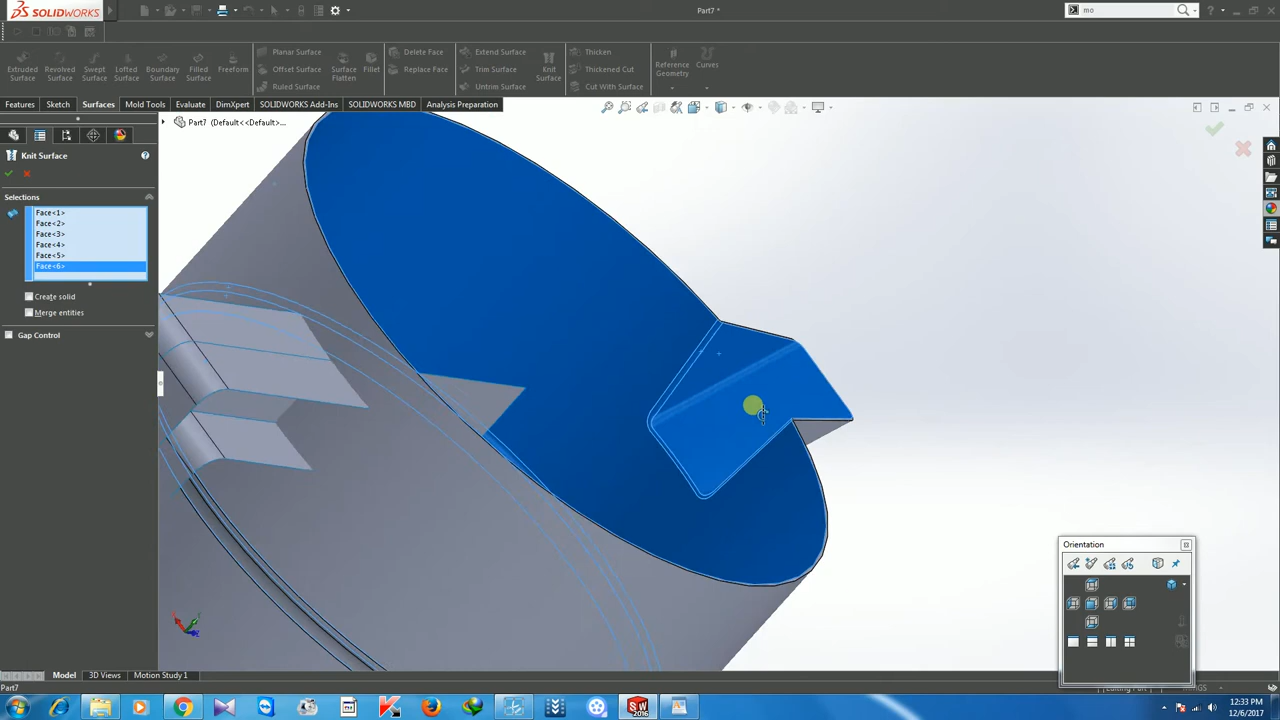 SOLIDWORKS
Part7 *
mo
Extruded Surface
Revolved Surface
Swept Surface
Lofted Surface
Boundary Surface
Filled Surface
Freeform
Planar Surface
Offset Surface
Ruled Surface
Surface Flatten
Fillet
Delete Face
Replace Face
Extend Surface
Trim Surface
Untrim Surface
Knit Surface
Thicken
Thickened Cut
Cut With Surface
Reference Geometry
Curves
Features
Sketch
Surfaces
Mold Tools
Evaluate
DimXpert
SOLIDWORKS Add-Ins
SOLIDWORKS MBD
Analysis Preparation
Part7 (Default<<Default>...
Knit Surface
Selections
Face<1>
Face<2>
Face<3>
Face<4>
Face<5>
Face<6>
Create solid
Merge entities
Gap Control
Orientation
Model
3D Views
Motion Study 1
Part7
Editing Part
SW
2016
12:33 PM
12/6/2017